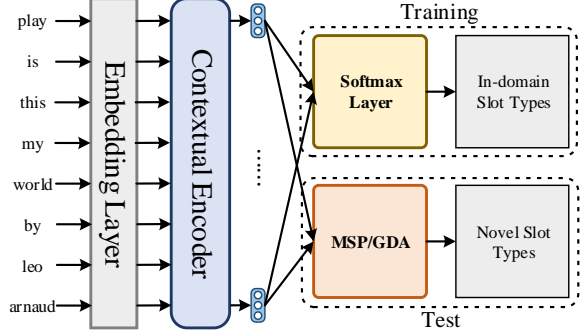 play
is
this
my
world
by
leo
arnaud
Embedding Layer
Contextual Encoder
Training
Softmax
Layer
In-domain
Slot Types
MSP/GDA
Novel Slot
Types
Test